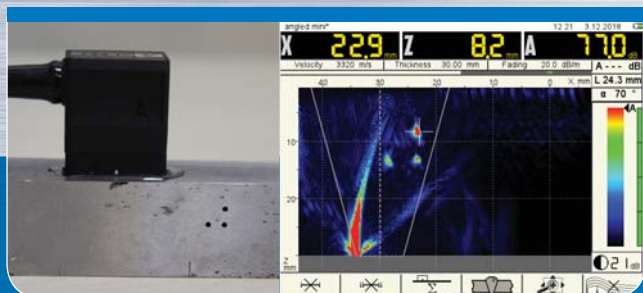 angled.mini*
12 21 3.12.2018
X 22.9 mm Z 8.2 mm A 77.0 dB
Velocity 3320 m/s Thickness 30.00 mm Fading 20.0 dB/m A - - - dB
40 30 20 10 0 X, mm L 24.3 mm
α 70 °
A
10
20
Z
mm
21 dB
Σ